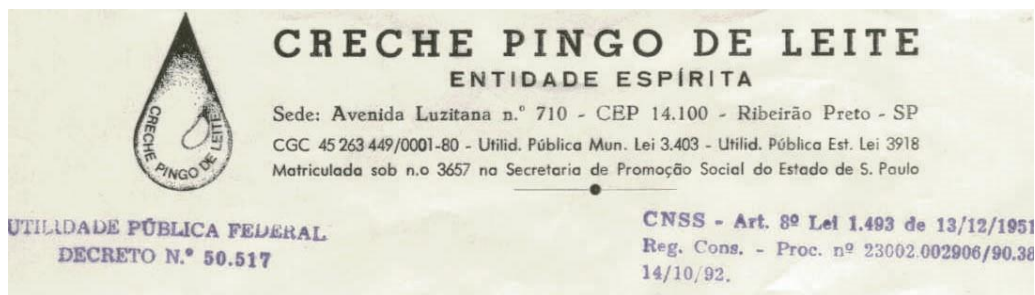 CRECHE PINGO DE LEITE
ENTIDADE ESPÍRITA
Sede: Avenida Luzitana n.º 710 - CEP 14.100 - Ribeirão Preto - SP
CGC 45 263 449/0001-80 - Utilid. Pública Mun. Lei 3.403 - Utilid. Pública Est. Lei 3918
Matriculada sob n.o 3657 na Secretaria de Promoção Social do Estado de S. Paulo
CRECHE PINGO DE LEITE
UTILIDADE PÚBLICA FEDERAL
DECRETO N.º 50.517
CNSS - Art. 8º Lei 1.493 de 13/12/1951
Reg. Cons. - Proc. nº 23002.002906/90.38
14/10/92.